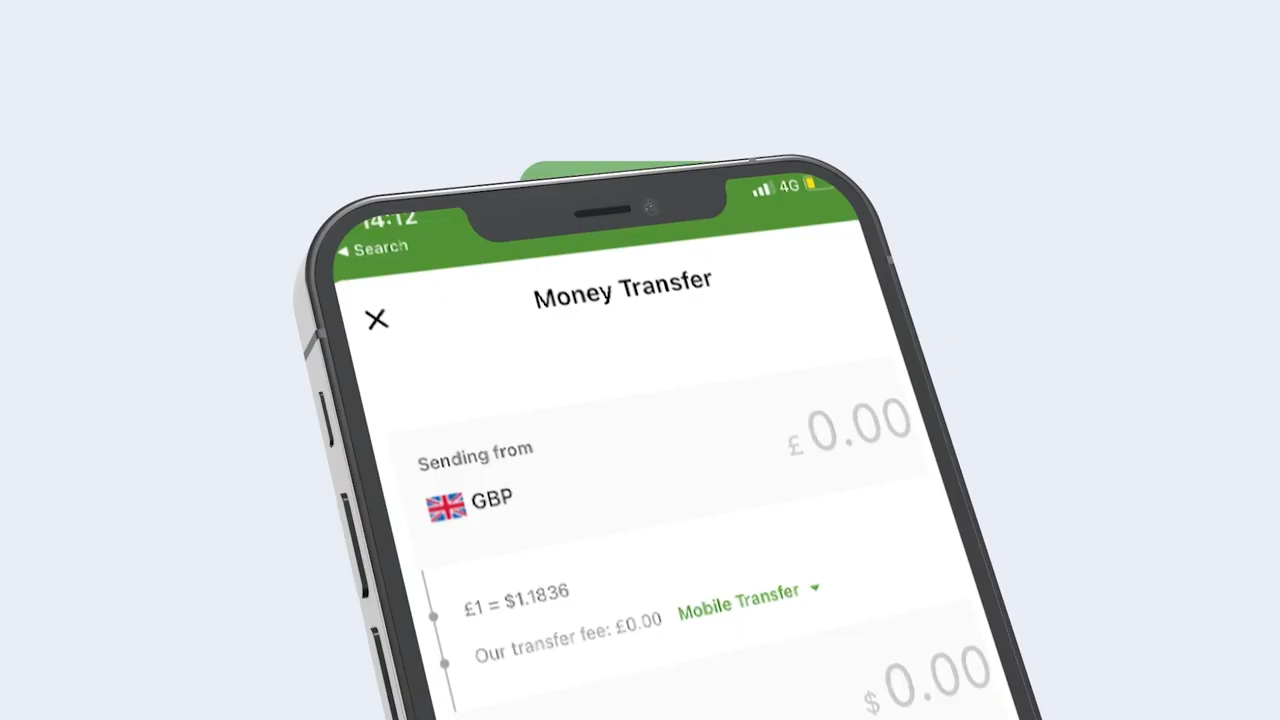 14:12
4G
◀ Search
Money Transfer
Sending from
£ 0.00
GBP
£1 = $1.1836
Our transfer fee: £0.00 Mobile Transfer
$ 0.00